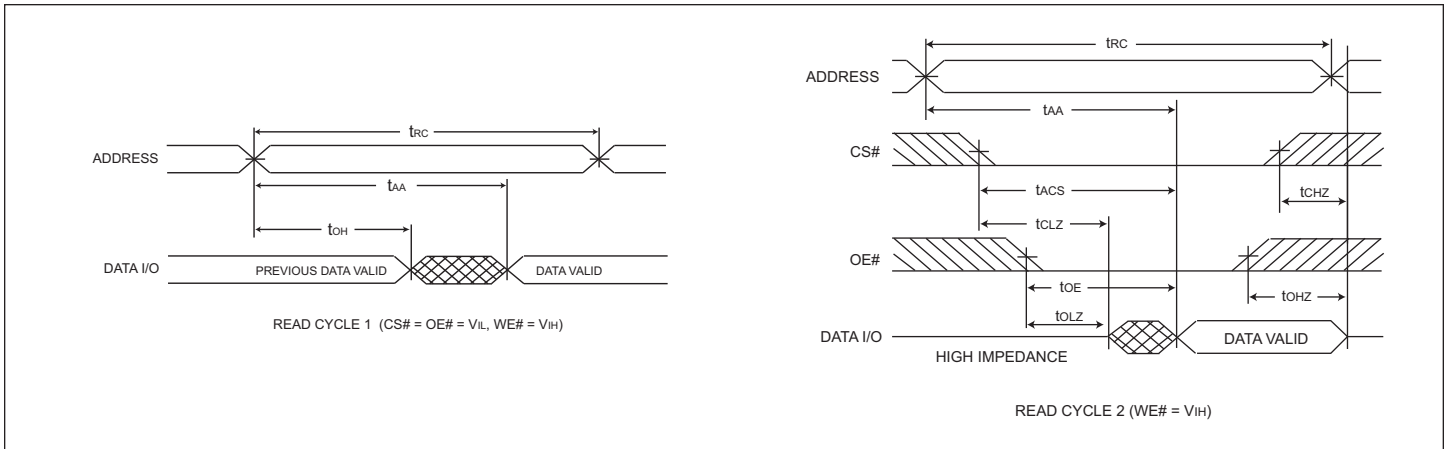 tRC
ADDRESS
tAA
tOH
DATA I/O
PREVIOUS DATA VALID
DATA VALID
READ CYCLE 1 (CS# = OE# = VIL, WE# = VIH)
tRC
ADDRESS
tAA
CS#
tACS
tCHZ
tCLZ
OE#
tOE
tOHZ
tOLZ
DATA I/O
DATA VALID
HIGH IMPEDANCE
READ CYCLE 2 (WE# = VIH)